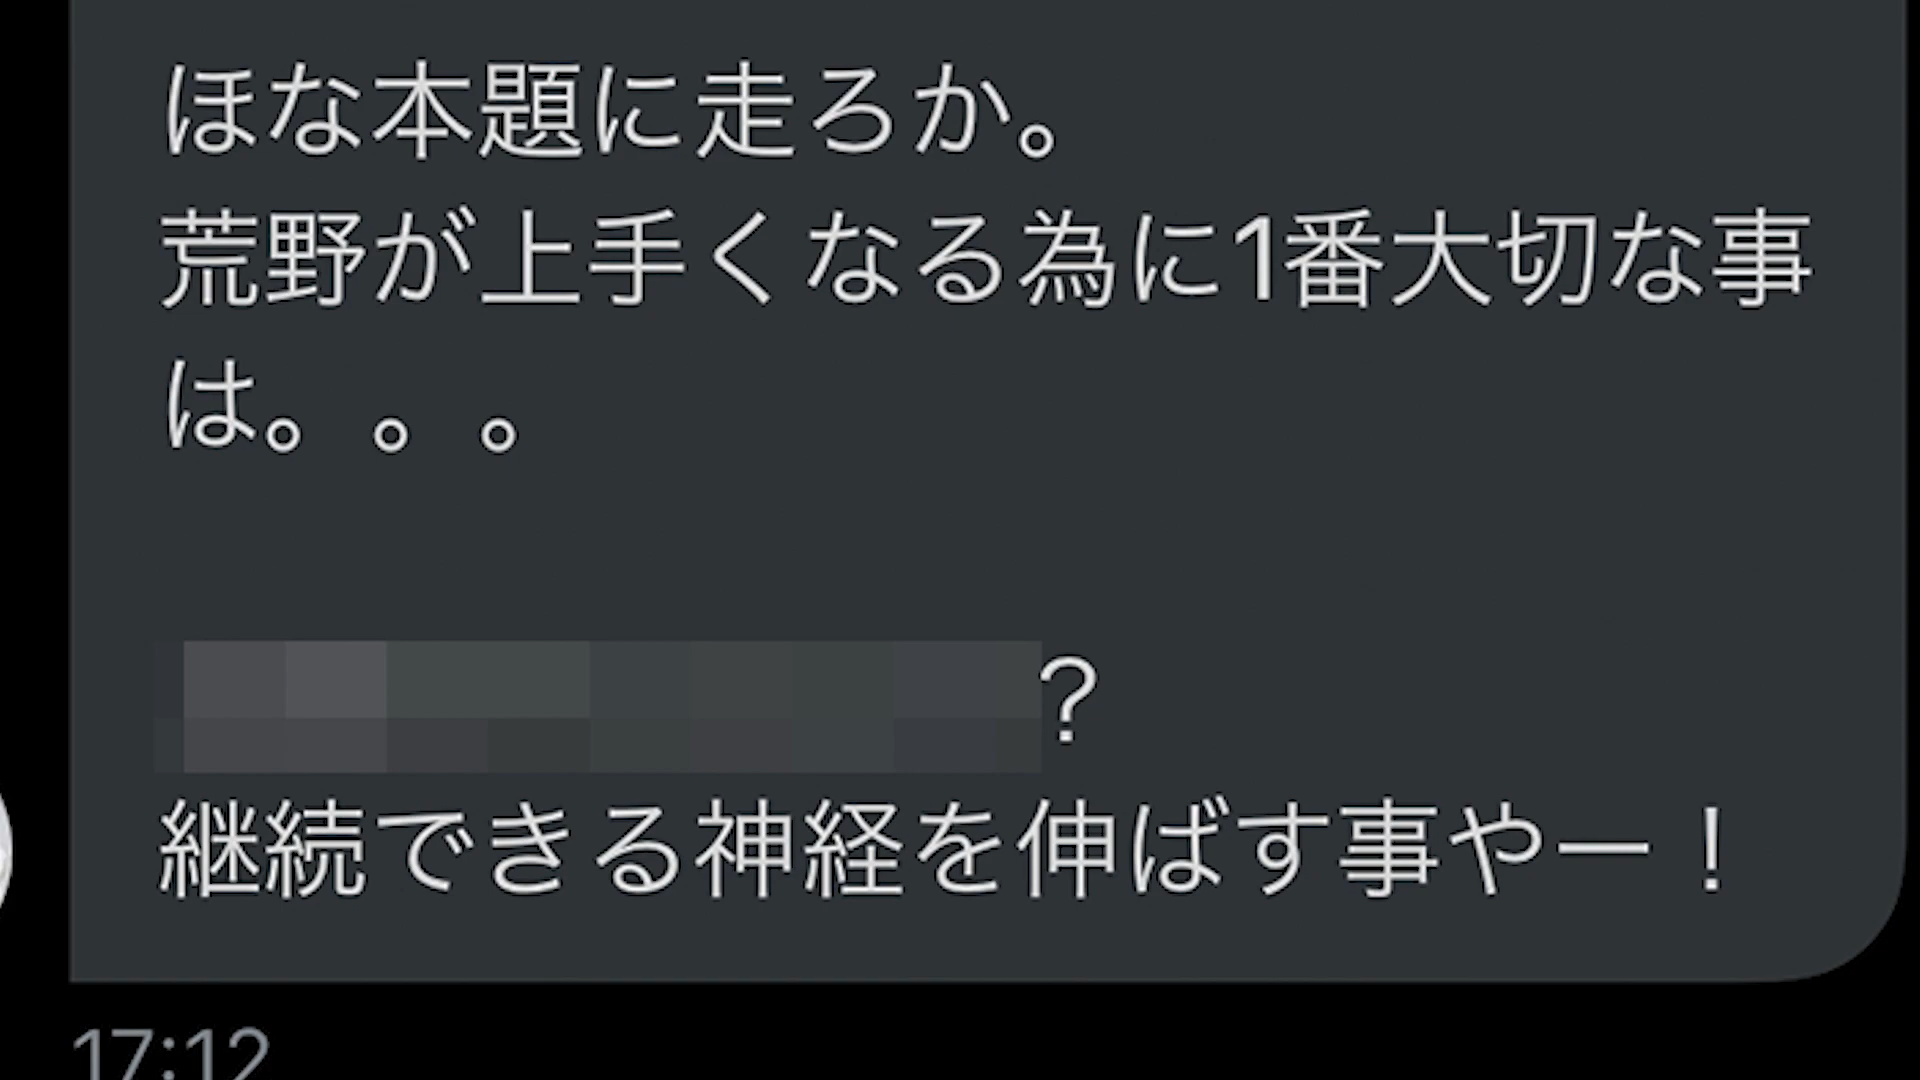 ほな本題に走ろか。
荒野が上手くなる為に1番大切な事
は。。。
?
継続できる神経を伸ばす事やー!
17:12